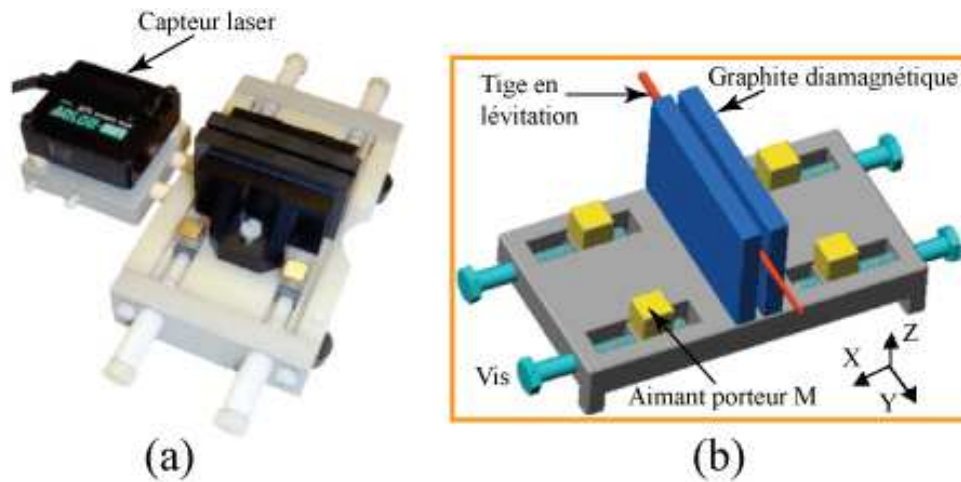 Capteur laser
(a)
Tige en
lévitation
Graphite diamagnétique
Vis
Aimant porteur M
X
Y
Z
(b)